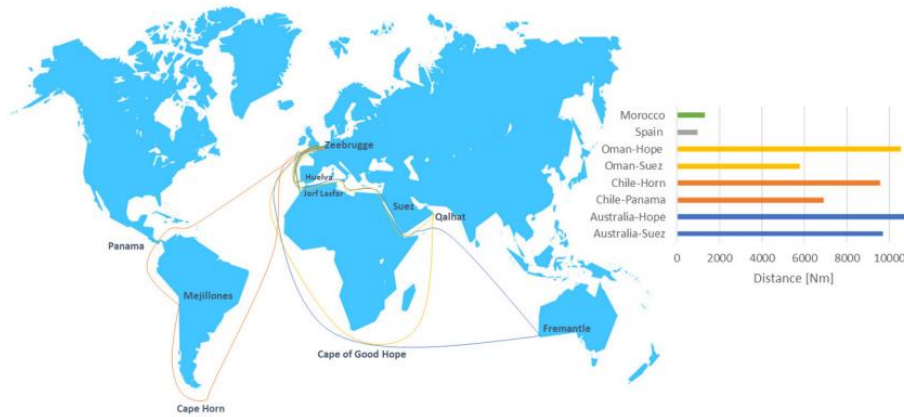 Zeebrugge
Huelva
Jorf Lasfar
Suez
Qalhat
Panama
Mejillones
Fremantle
Cape of Good Hope
Cape Horn
Morocco
Spain
Oman-Hope
Oman-Suez
Chile-Horn
Chile-Panama
Australia-Hope
Australia-Suez
0 2000 4000 6000 8000 10000
Distance [Nm]